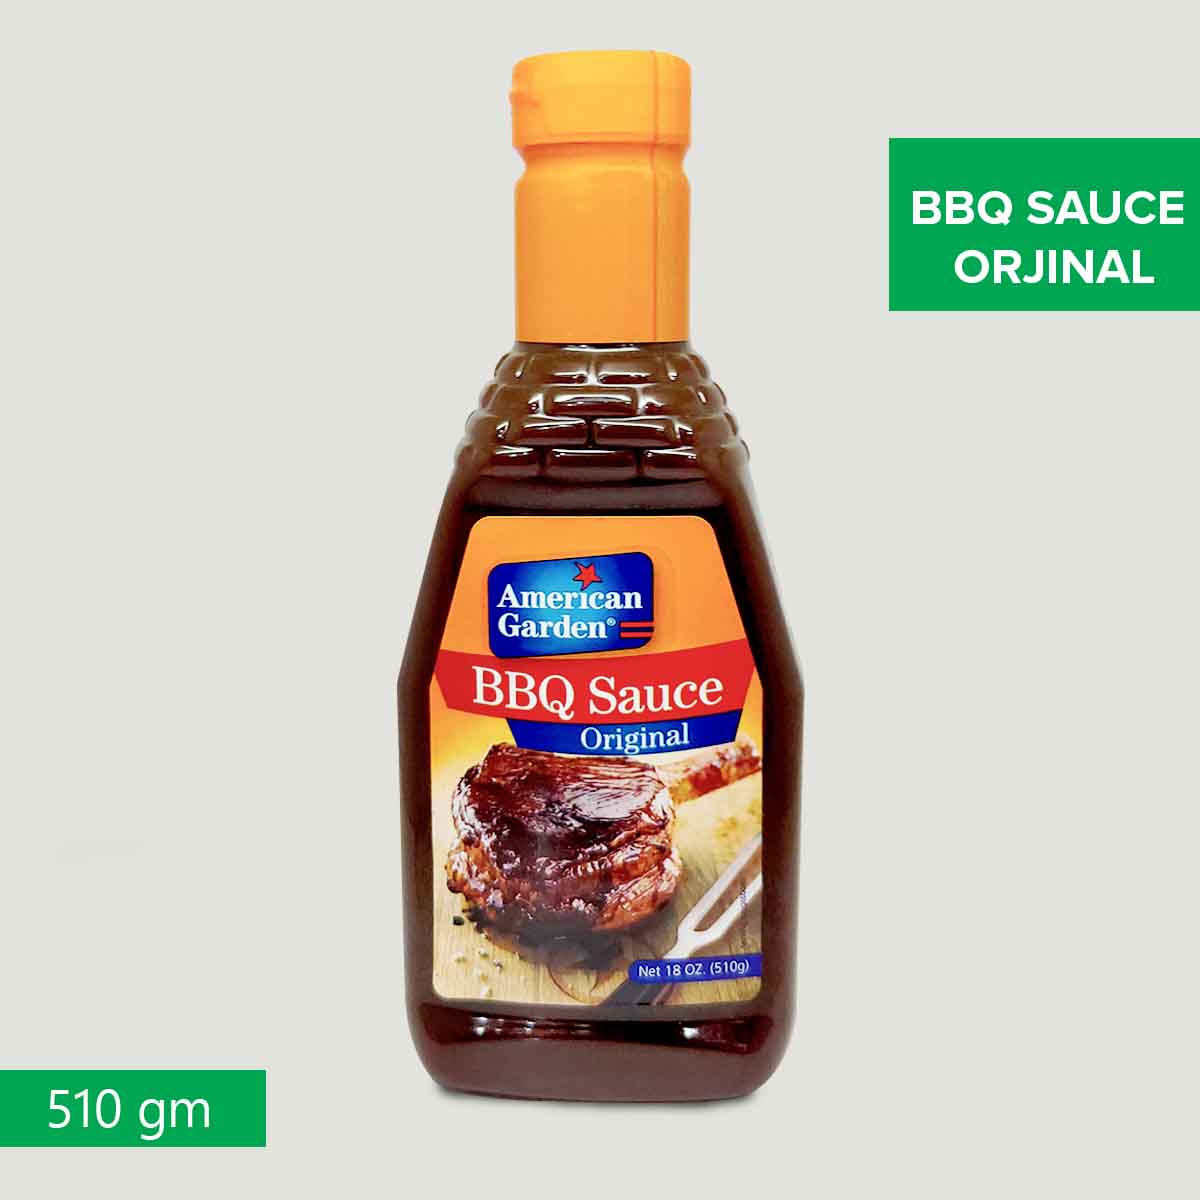 BBQ SAUCE
ORJINAL
American
Garden®
BBQ Sauce
Original
Net 18 OZ. (510g)
510 gm